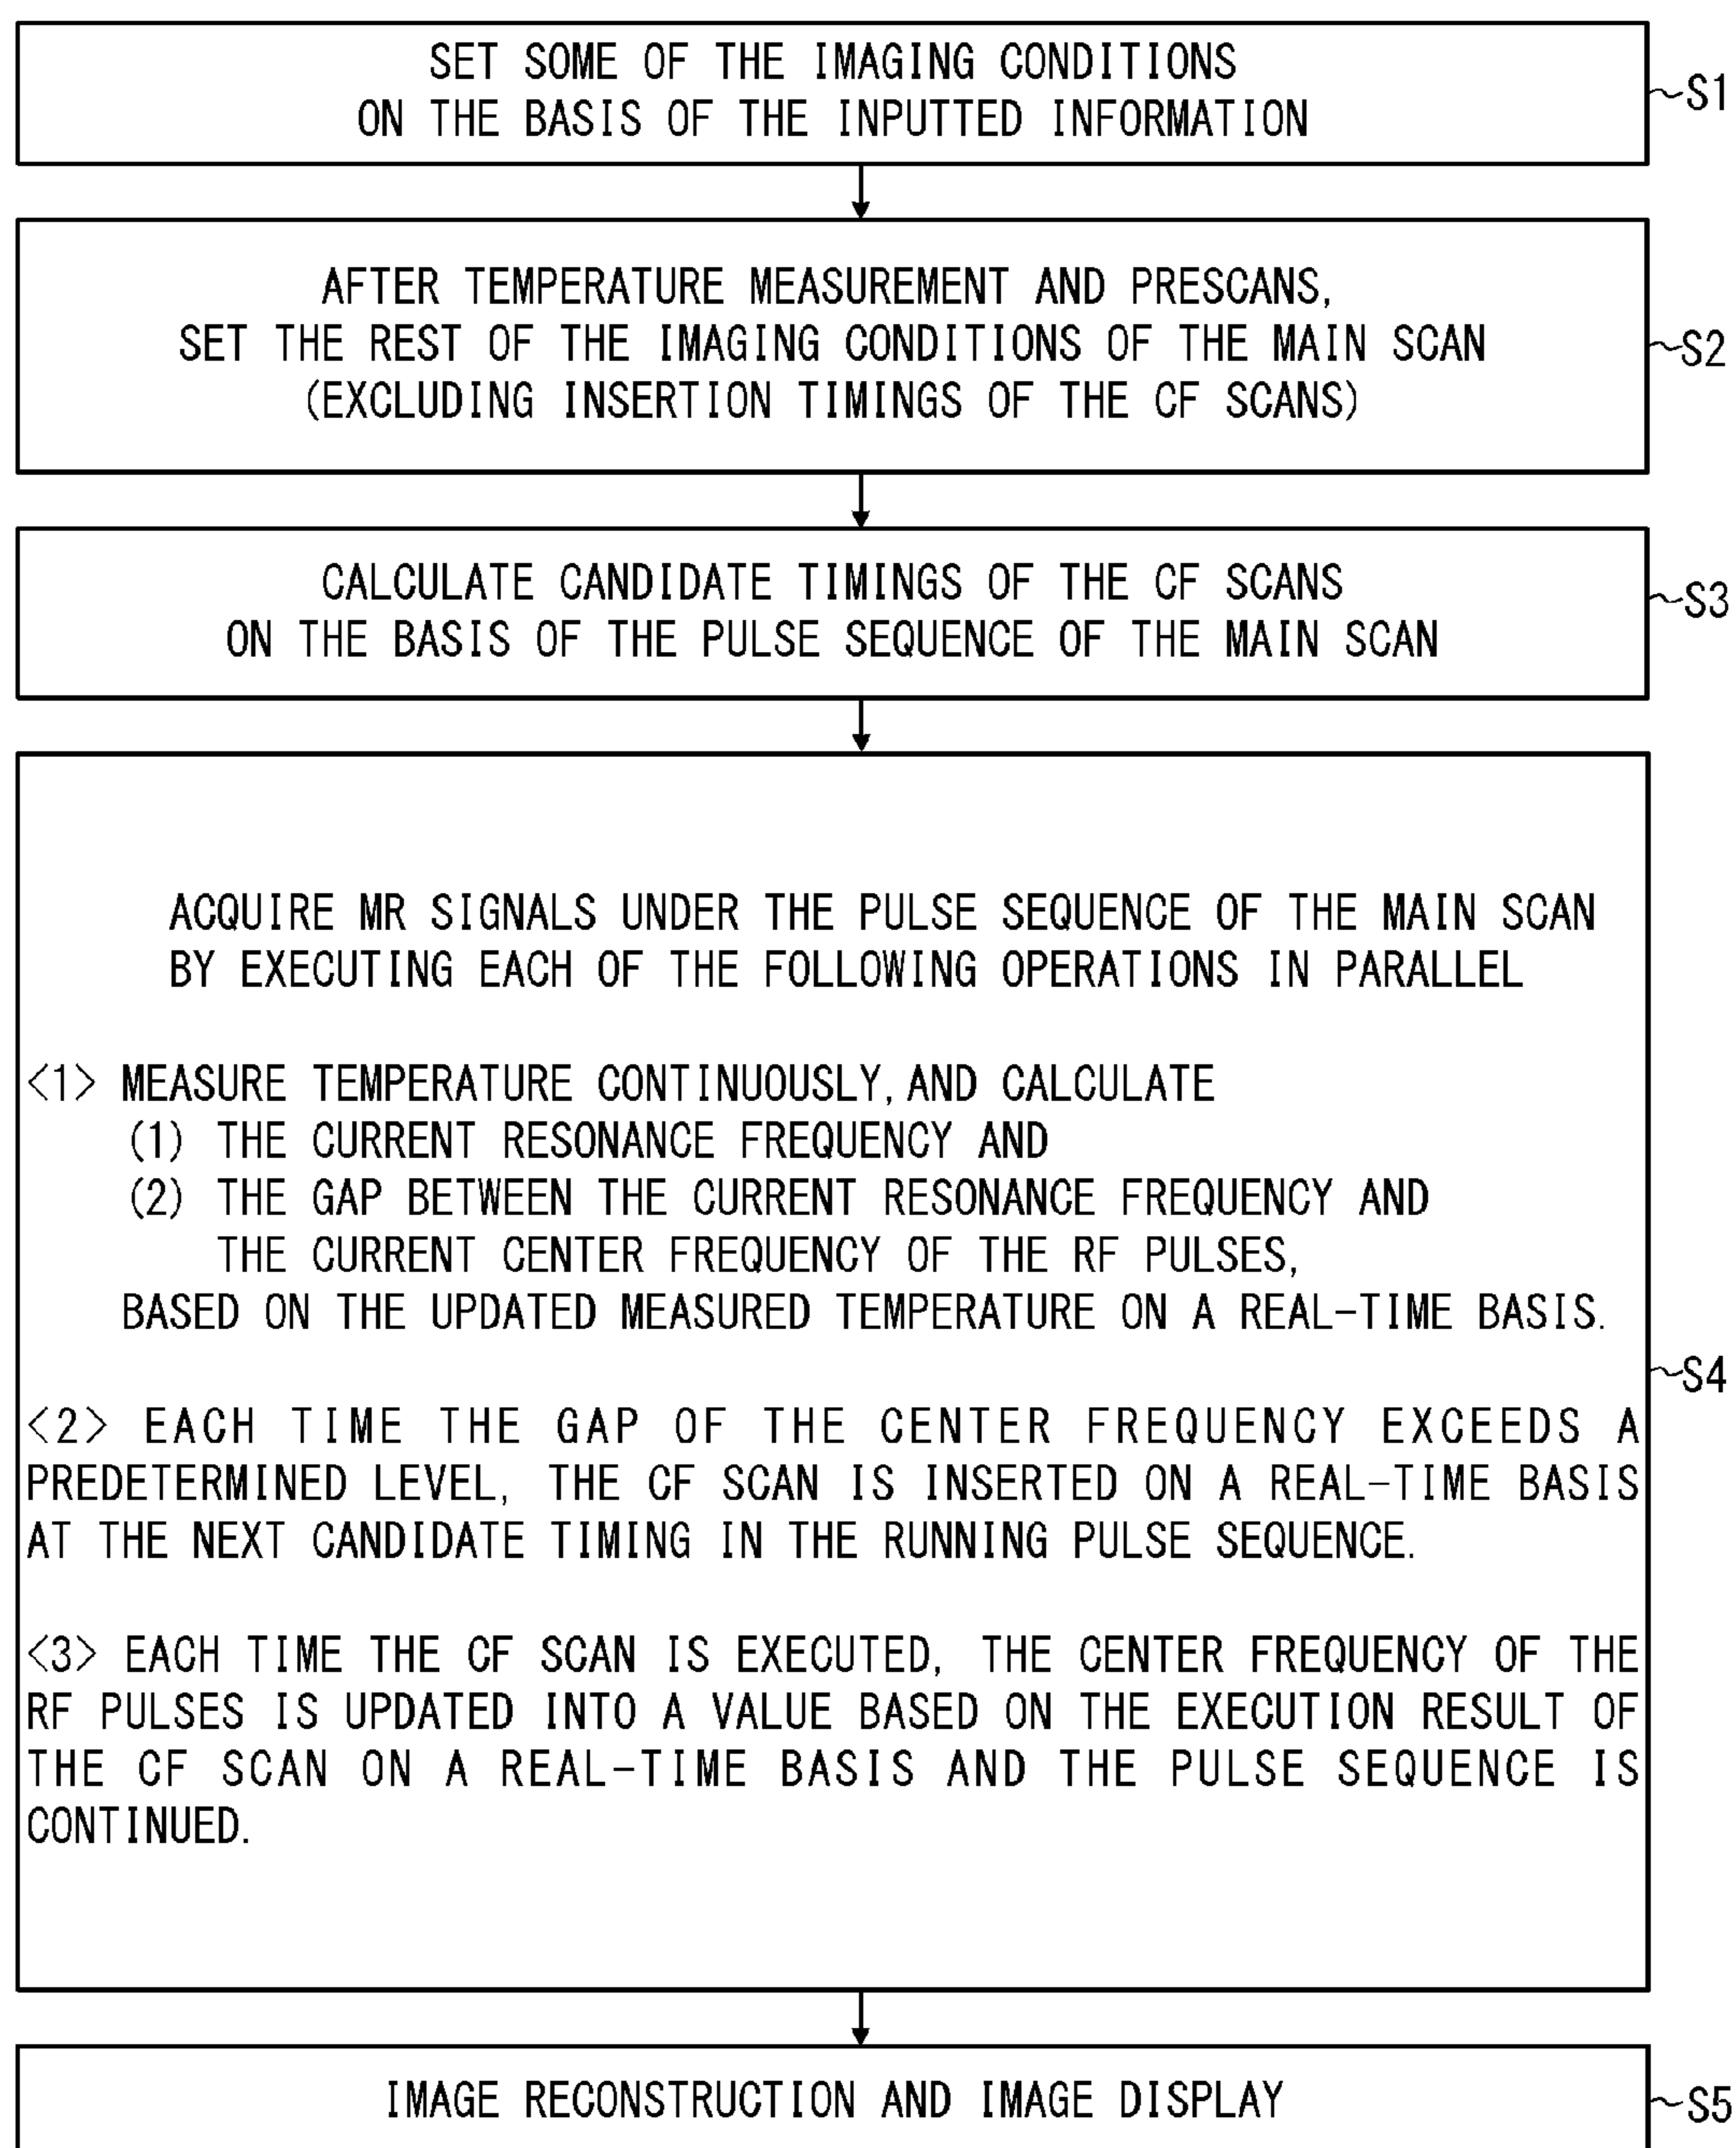 SET SOME OF THE IMAGING CONDITIONS
ON THE BASIS OF THE INPUTTED INFORMATION
S1
AFTER TEMPERATURE MEASUREMENT AND PRESCANS,
SET THE REST OF THE IMAGING CONDITIONS OF THE MAIN SCAN
(EXCLUDING INSERTION TIMINGS OF THE CF SCANS)
S2
CALCULATE CANDIDATE TIMINGS OF THE CF SCANS
ON THE BASIS OF THE PULSE SEQUENCE OF THE MAIN SCAN
S3
ACQUIRE MR SIGNALS UNDER THE PULSE SEQUENCE OF THE MAIN SCAN
BY EXECUTING EACH OF THE FOLLOWING OPERATIONS IN PARALLEL
<1> MEASURE TEMPERATURE CONTINUOUSLY, AND CALCULATE
(1) THE CURRENT RESONANCE FREQUENCY AND
(2) THE GAP BETWEEN THE CURRENT RESONANCE FREQUENCY AND
THE CURRENT CENTER FREQUENCY OF THE RF PULSES,
BASED ON THE UPDATED MEASURED TEMPERATURE ON A REAL-TIME BASIS.
<2> EACH TIME THE GAP OF THE CENTER FREQUENCY EXCEEDS A
PREDETERMINED LEVEL, THE CF SCAN IS INSERTED ON A REAL-TIME BASIS
AT THE NEXT CANDIDATE TIMING IN THE RUNNING PULSE SEQUENCE.
<3> EACH TIME THE CF SCAN IS EXECUTED, THE CENTER FREQUENCY OF THE
RF PULSES IS UPDATED INTO A VALUE BASED ON THE EXECUTION RESULT OF
THE CF SCAN ON A REAL-TIME BASIS AND THE PULSE SEQUENCE IS
CONTINUED.
S4
IMAGE RECONSTRUCTION AND IMAGE DISPLAY
S5